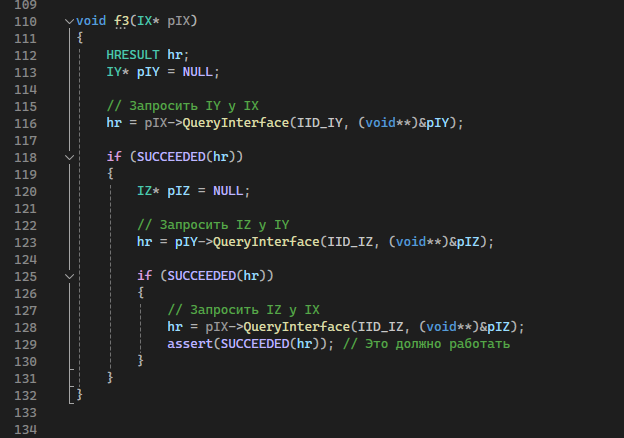 109
110 void f3(IX* pIX)
111 {
112 HRESULT hr;
113 IY* pIY = NULL;
114
115 // Запросить IY у IX
116 hr = pIX->QueryInterface(IID_IY, (void**)&pIY);
117
118 if (SUCCEEDED(hr))
119 {
120 IZ* pIZ = NULL;
121
122 // Запросить IZ у IY
123 hr = pIY->QueryInterface(IID_IZ, (void**)&pIZ);
124
125 if (SUCCEEDED(hr))
126 {
127 // Запросить IZ у IX
128 hr = pIX->QueryInterface(IID_IZ, (void**)&pIZ);
129 assert(SUCCEEDED(hr)); // Это должно работать
130 }
131 }
132 }
133
134